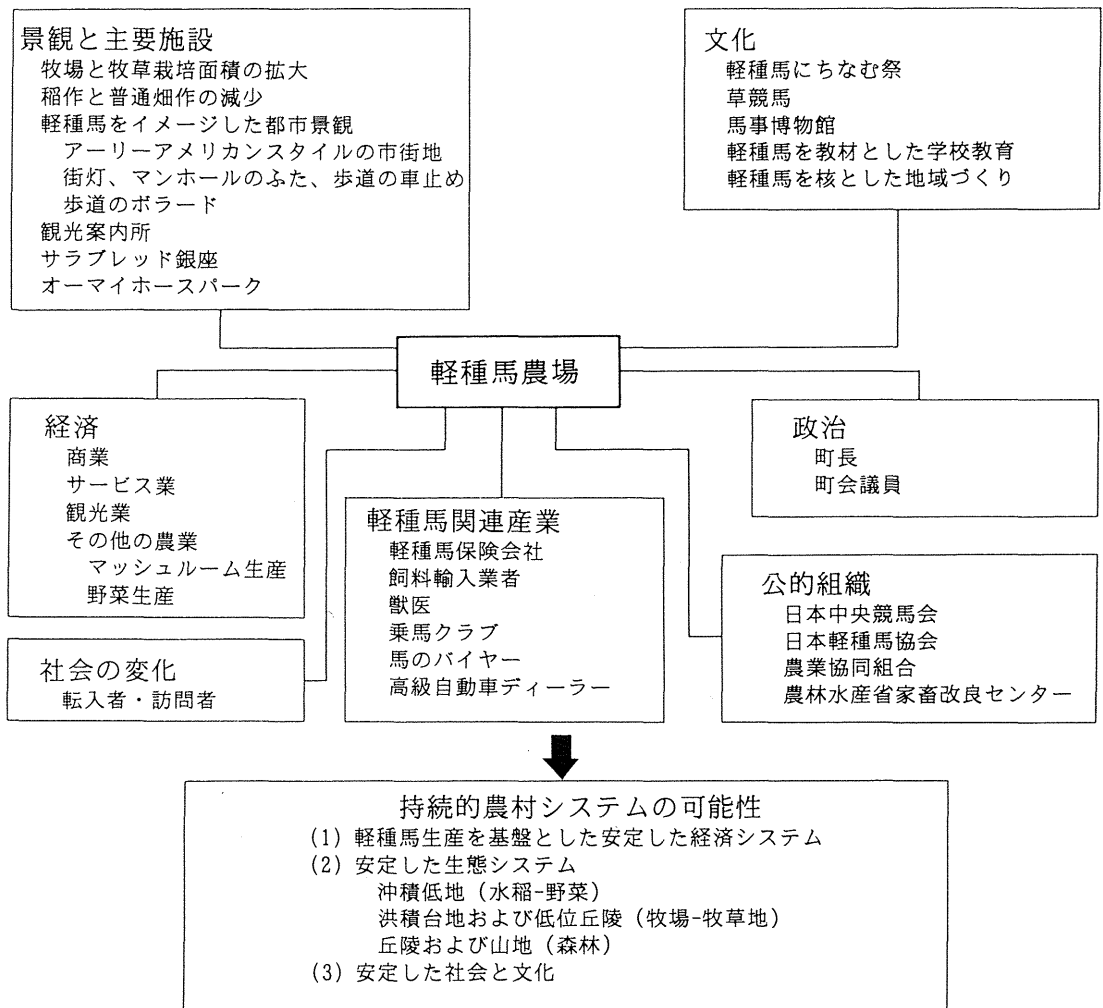 景観と主要施設
牧場と牧草栽培面積の拡大
稲作と普通畑作の減少
軽種馬をイメージした都市景観
アーリーアメリカンスタイルの市街地
街灯、マンホールのふた、歩道の車止め
歩道のボラード
観光案内所
サラブレッド銀座
オーマイホースパーク
文化
軽種馬にちなむ祭
草競馬
馬事博物館
軽種馬を教材とした学校教育
軽種馬を核とした地域づくり
軽種馬農場
経済
商業
サービス業
観光業
その他の農業
マッシュルーム生産
野菜生産
社会の変化
転入者・訪問者
軽種馬関連産業
軽種馬保険会社
飼料輸入業者
獣医
乗馬クラブ
馬のバイヤー
高級自動車ディーラー
政治
町長
町会議員
公的組織
日本中央競馬会
日本軽種馬協会
農業協同組合
農林水産省家畜改良センター
持続的農村システムの可能性
(1) 軽種馬生産を基盤とした安定した経済システム
(2) 安定した生態システム
沖積低地（水稲-野菜）
洪積台地および低位丘陵（牧場-牧草地）
丘陵および山地（森林）
(3) 安定した社会と文化